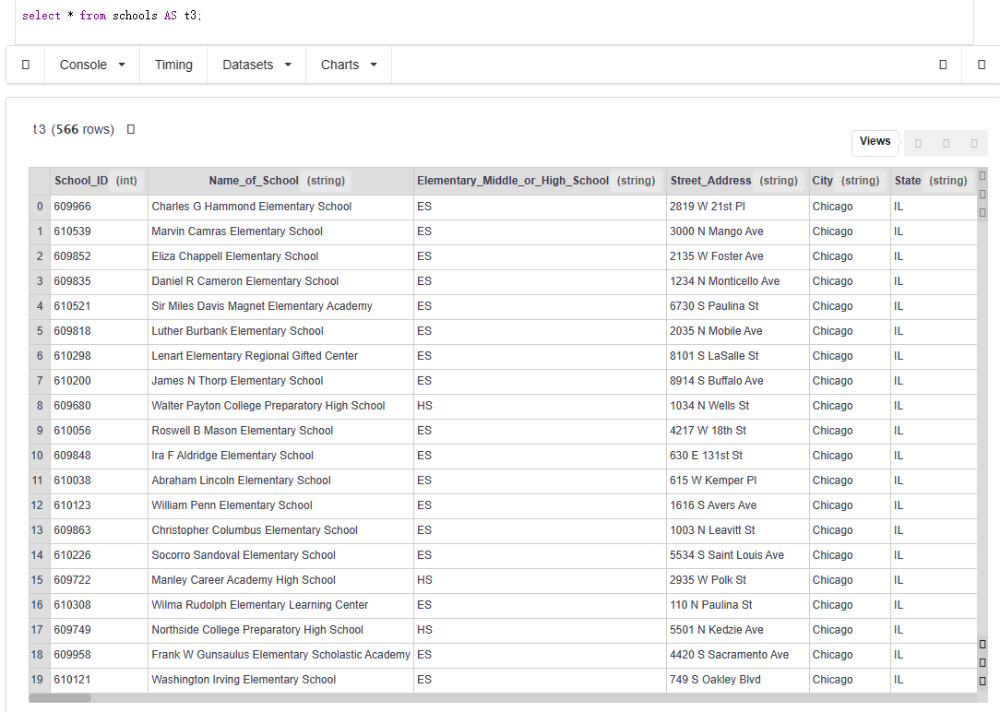 select * from schools AS t3;
Console Timing Datasets Charts
t3 (566 rows)
Views
School_ID (int) Name_of_School (string) Elementary_Middle_or_High_School (string) Street_Address (string) City (string) State (string)
0 609966 Charles G Hammond Elementary School ES 2819 W 21st Pl Chicago IL
1 610539 Marvin Camras Elementary School ES 3000 N Mango Ave Chicago IL
2 609852 Eliza Chappell Elementary School ES 2135 W Foster Ave Chicago IL
3 609835 Daniel R Cameron Elementary School ES 1234 N Monticello Ave Chicago IL
4 610521 Sir Miles Davis Magnet Elementary Academy ES 6730 S Paulina St Chicago IL
5 609818 Luther Burbank Elementary School ES 2035 N Mobile Ave Chicago IL
6 610298 Lenart Elementary Regional Gifted Center ES 8101 S LaSalle St Chicago IL
7 610200 James N Thorp Elementary School ES 8914 S Buffalo Ave Chicago IL
8 609680 Walter Payton College Preparatory High School HS 1034 N Wells St Chicago IL
9 610056 Roswell B Mason Elementary School ES 4217 W 18th St Chicago IL
10 609848 Ira F Aldridge Elementary School ES 630 E 131st St Chicago IL
11 610038 Abraham Lincoln Elementary School ES 615 W Kemper Pl Chicago IL
12 610123 William Penn Elementary School ES 1616 S Avers Ave Chicago IL
13 609863 Christopher Columbus Elementary School ES 1003 N Leavitt St Chicago IL
14 610226 Socorro Sandoval Elementary School ES 5534 S Saint Louis Ave Chicago IL
15 609722 Manley Career Academy High School HS 2935 W Polk St Chicago IL
16 610308 Wilma Rudolph Elementary Learning Center ES 110 N Paulina St Chicago IL
17 609749 Northside College Preparatory High School HS 5501 N Kedzie Ave Chicago IL
18 609958 Frank W Gunsaulus Elementary Scholastic Academy ES 4420 S Sacramento Ave Chicago IL
19 610121 Washington Irving Elementary School ES 749 S Oakley Blvd Chicago IL